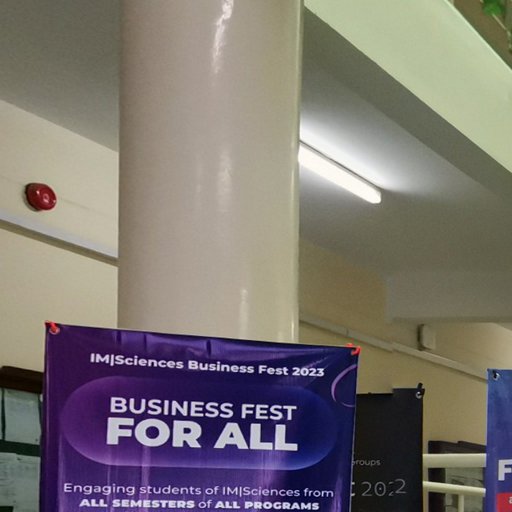 IM|Sciences Business Fest 2023
BUSINESS FEST
FOR ALL
Engaging students of IM|Sciences from
ALL SEMESTERS of ALL PROGRAMS
F